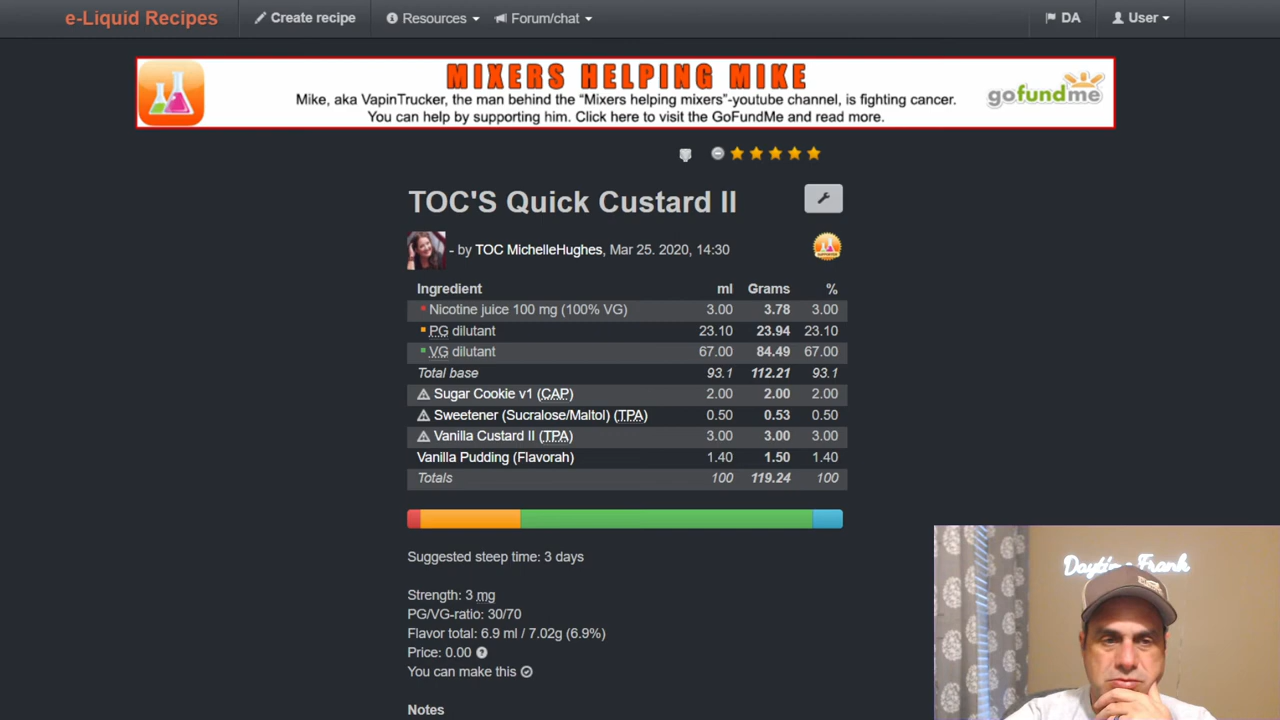 e-Liquid Recipes Create recipe Resources Forum/chat DA User
MIXERS HELPING MIKE
Mike, aka VapinTrucker, the man behind the “Mixers helping mixers”-youtube channel, is fighting cancer.
You can help by supporting him. Click here to visit the GoFundMe and read more.
gofundme
TOC'S Quick Custard II
- by TOC MichelleHughes, Mar 25. 2020, 14:30
Ingredient ml Grams %
Nicotine juice 100 mg (100% VG) 3.00 3.78 3.00
PG dilutant 23.10 23.94 23.10
VG dilutant 67.00 84.49 67.00
Total base 93.1 112.21 93.1
Sugar Cookie v1 (CAP) 2.00 2.00 2.00
Sweetener (Sucralose/Maltol) (TPA) 0.50 0.53 0.50
Vanilla Custard II (TPA) 3.00 3.00 3.00
Vanilla Pudding (Flavorah) 1.40 1.50 1.40
Totals 100 119.24 100
Suggested steep time: 3 days
Strength: 3 mg
PG/VG-ratio: 30/70
Flavor total: 6.9 ml / 7.02g (6.9%)
Price: 0.00
You can make this
Notes
Daytime Frank